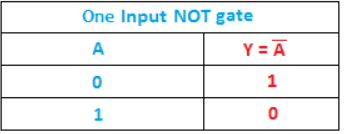 One Input NOT gate
A Y = A̅
0 1
1 0